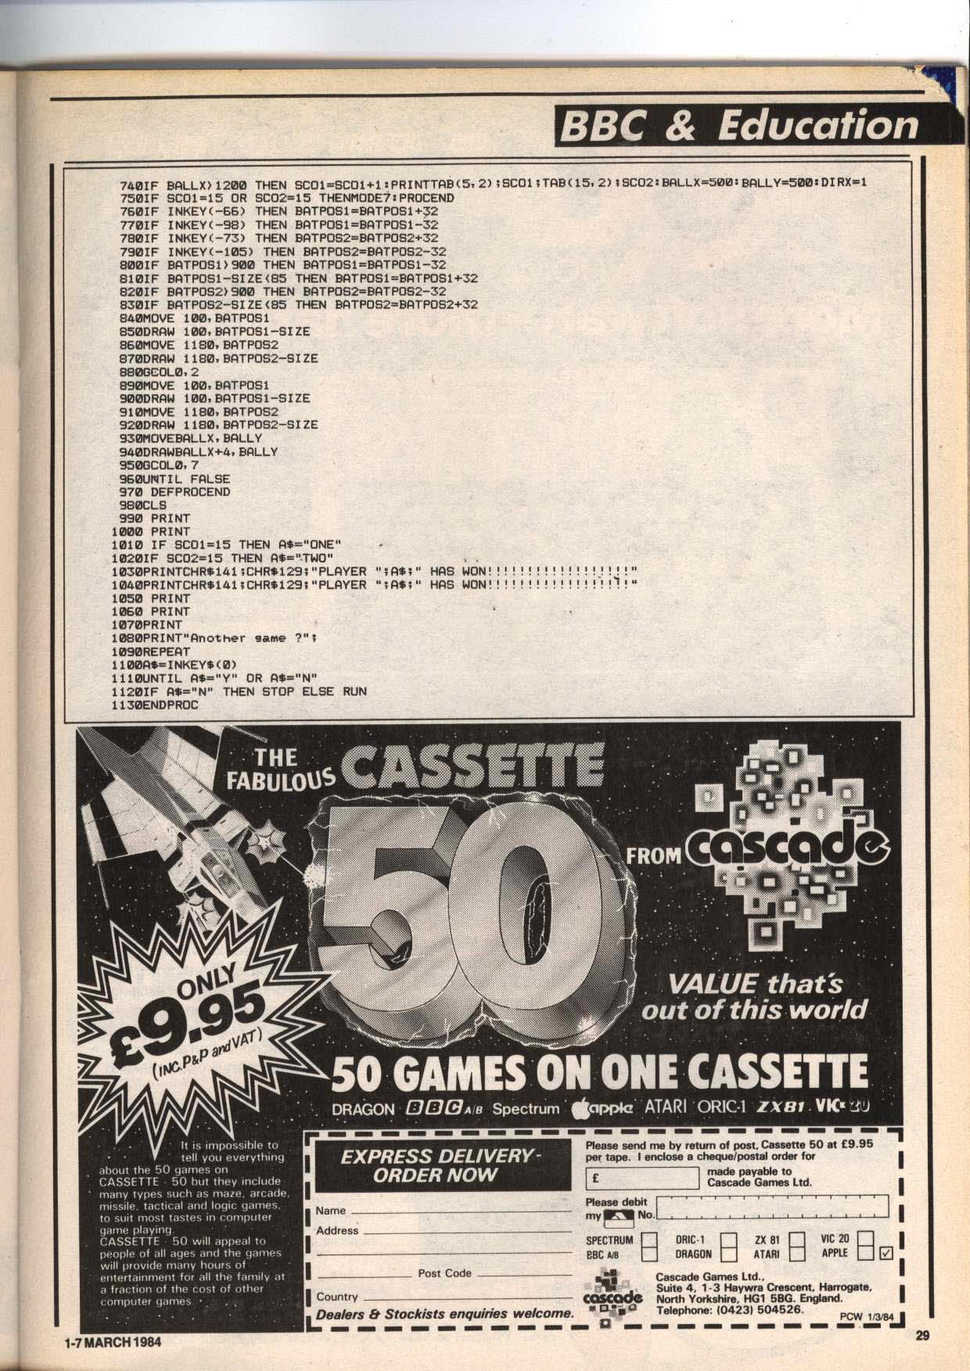 BBC & Education
740IF BALLX>1200 THEN SCO1=SCO1+1:PRINTTAB(5,2);SCO1;TAB(15,2);SCO2:BALLX=500:BALLY=500:DIRX=1
750IF SCO1=15 OR SCO2=15 THENMODE7:PROCEND
760IF INKEY(-66) THEN BATPOS1=BATPOS1+32
770IF INKEY(-98) THEN BATPOS1=BATPOS1-32
780IF INKEY(-73) THEN BATPOS2=BATPOS2+32
790IF INKEY(-105) THEN BATPOS2=BATPOS2-32
800IF BATPOS1>900 THEN BATPOS1=BATPOS1-32
810IF BATPOS1-SIZE<85 THEN BATPOS1=BATPOS1+32
820IF BATPOS2>900 THEN BATPOS2=BATPOS2-32
830IF BATPOS2-SIZE<85 THEN BATPOS2=BATPOS2+32
840MOVE 100,BATPOS1
850DRAW 100,BATPOS1-SIZE
860MOVE 1180,BATPOS2
870DRAW 1180,BATPOS2-SIZE
880GCOL0,2
890MOVE 100,BATPOS1
900DRAW 100,BATPOS1-SIZE
910MOVE 1180,BATPOS2
920DRAW 1180,BATPOS2-SIZE
930MOVEBALLX,BALLY
940DRAWBALLX+4,BALLY
950GCOL0,7
960UNTIL FALSE
970 DEFPROCEND
980CLS
990 PRINT
1000 PRINT
1010 IF SCO1=15 THEN A$="ONE"
1020IF SCO2=15 THEN A$="TWO"
1030PRINTCHR$141;CHR$129;"PLAYER ";A$;" HAS WON!!!!!!!!!!!!!!!!!!"
1040PRINTCHR$141;CHR$129;"PLAYER ";A$;" HAS WON!!!!!!!!!!!!!!!!!!"
1050 PRINT
1060 PRINT
1070PRINT
1080PRINT"Another game ?";
1090REPEAT
1100A$=INKEY$(0)
1110UNTIL A$="Y" OR A$="N"
1120IF A$="N" THEN STOP ELSE RUN
1130ENDPROC
THE FABULOUS CASSETTE
50
FROM cascade
ONLY
£9.95
(INC. P&P and VAT)
VALUE that's
out of this world
50 GAMES ON ONE CASSETTE
DRAGON BBC A/B Spectrum apple ATARI ORIC-1 ZX81 VIC 20
It is impossible to
tell you everything
about the 50 games on
CASSETTE - 50 but they include
many types such as maze, arcade,
missile, tactical and logic games,
to suit most tastes in computer
game playing.
CASSETTE - 50 will appeal to
people of all ages and the games
will provide many hours of
entertainment for all the family at
a fraction of the cost of other
computer games.
EXPRESS DELIVERY-
ORDER NOW
Name
Address
Post Code
Country
Dealers & Stockists enquiries welcome.
Please send me by return of post, Cassette 50 at £9.95
per tape. I enclose a cheque/postal order for
£
made payable to
Cascade Games Ltd.
Please debit
my No.
SPECTRUM ORIC-1 ZX 81 VIC 20
BBC A/B DRAGON ATARI APPLE
cascade
Cascade Games Ltd.,
Suite 4, 1-3 Haywra Crescent, Harrogate,
North Yorkshire, HG1 5BG. England.
Telephone: (0423) 504526.
PCW 1/3/84
1-7 MARCH 1984
29